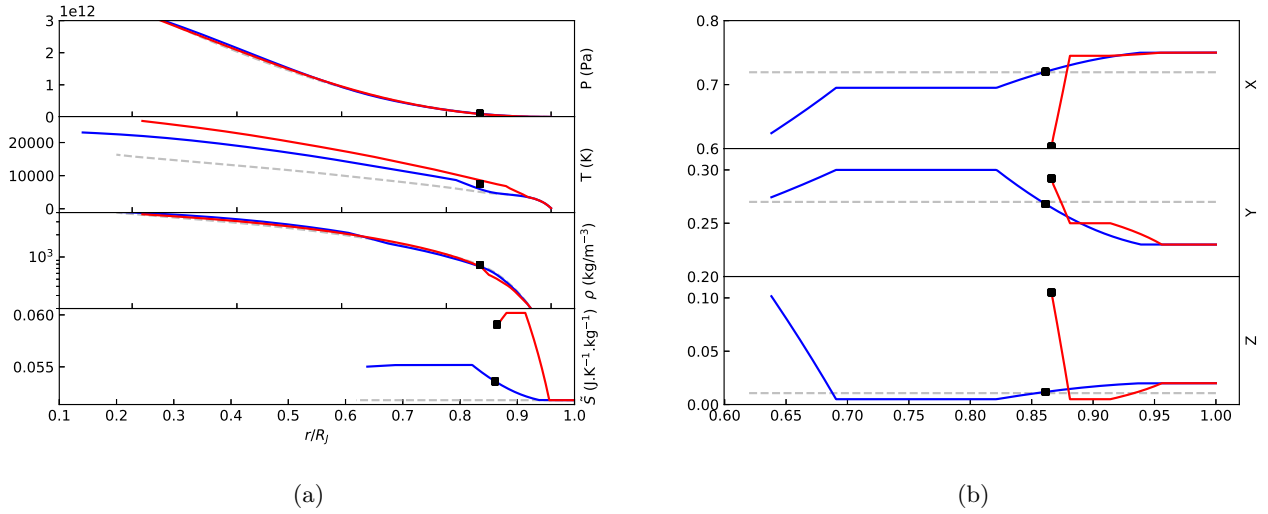 1e12
3
2
1
0
P (Pa)
20000
10000
0
T (K)
10³
ρ (kg/m⁻³)
0.060
0.055
S̃ (J.K⁻¹.kg⁻¹)
0.1 0.2 0.3 0.4 0.5 0.6 0.7 0.8 0.9 1.0
r/R_J
(a)
0.8
0.7
0.6
X
0.30
0.25
0.20
Y
0.10
0.05
0.00
Z
0.60 0.65 0.70 0.75 0.80 0.85 0.90 0.95 1.00
(b)